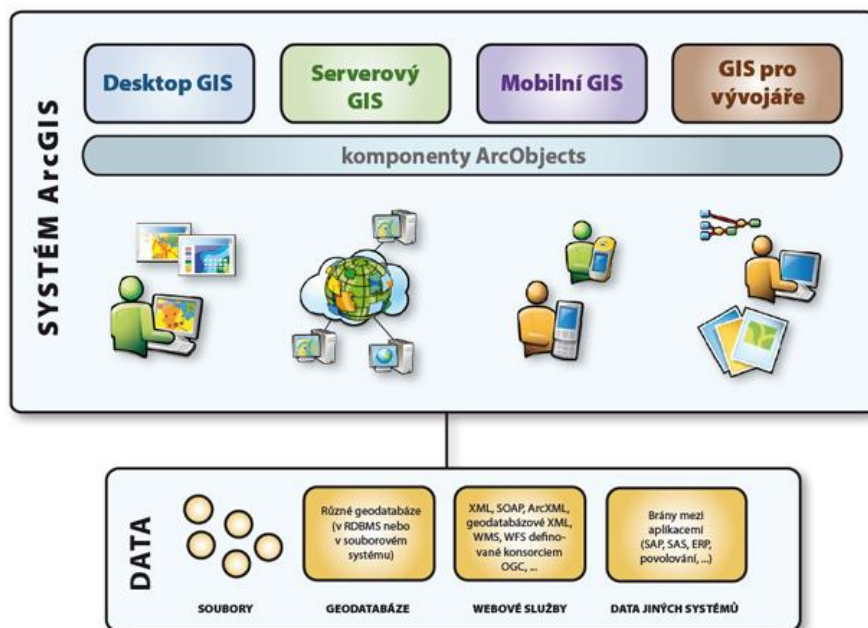 SYSTÉM ArcGIS
Desktop GIS
Serverový
GIS
Mobilní GIS
GIS pro
vývojáře
komponenty ArcObjects
DATA
SOUBORY
Různé geodatabáze
(v RDBMS nebo
v souborovém
systému)
GEODATABÁZE
XML, SOAP, ArcXML,
geodatabázové XML,
WMS, WFS defino-
vané konsorciem
OGC, ...
WEBOVÉ SLUŽBY
Brány mezi
aplikacemi
(SAP, SAS, ERP,
povolování, ...)
DATA JINÝCH SYSTÉMŮ